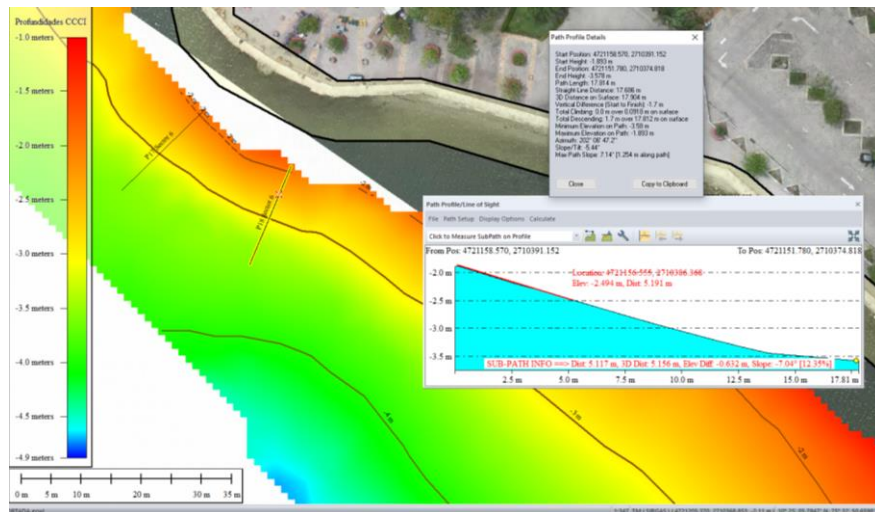 Profundidades CCCI
-1.0 meters
-1.5 meters
-2.0 meters
-2.5 meters
-3.0 meters
-3.5 meters
-4.0 meters
-4.5 meters
-4.9 meters
0 m 5 m 10 m 20 m 30 m 35 m
-4 m
-3 m
-2 m
Path Profile Details
Start Position: 4721158.570, 2710391.152
Start Height: -1.893 m
End Position: 4721151.780, 2710374.818
End Height: -3.578 m
Path Length: 17.814 m
Straight-Line Distance: 17.686 m
3D Distance on Surface: 17.904 m
Vertical Difference (Start to Finish): -1.7 m
Total Climbing: 0.0 m over 0.0918 m on surface
Total Descending: 1.7 m over 17.812 m on surface
Minimum Elevation on Path: -3.58 m
Maximum Elevation on Path: -1.893 m
Azimuth: 202° 08' 47.2"
Slope/Tilt: -5.44°
Max Path Slope: 7.14° [1.254 m along path]
Close
Copy to Clipboard
Path Profile/Line of Sight
File Path Setup Display Options Calculate
Click to Measure SubPath on Profile
From Pos: 4721158.570, 2710391.152 To Pos: 4721151.780, 2710374.818
Location: 4721156.555, 2710386.366
Elev: -2.494 m, Dist: 5.191 m
-2.0 m
-2.5 m
-3.0 m
-3.5 m
SUB-PATH INFO ==> Dist: 5.117 m, 3D Dist: 5.156 m, Elev Diff: -0.632 m, Slope: -7.04° [12.35%]
2.5 m 5.0 m 7.5 m 10.0 m 12.5 m 15.0 m 17.81 m